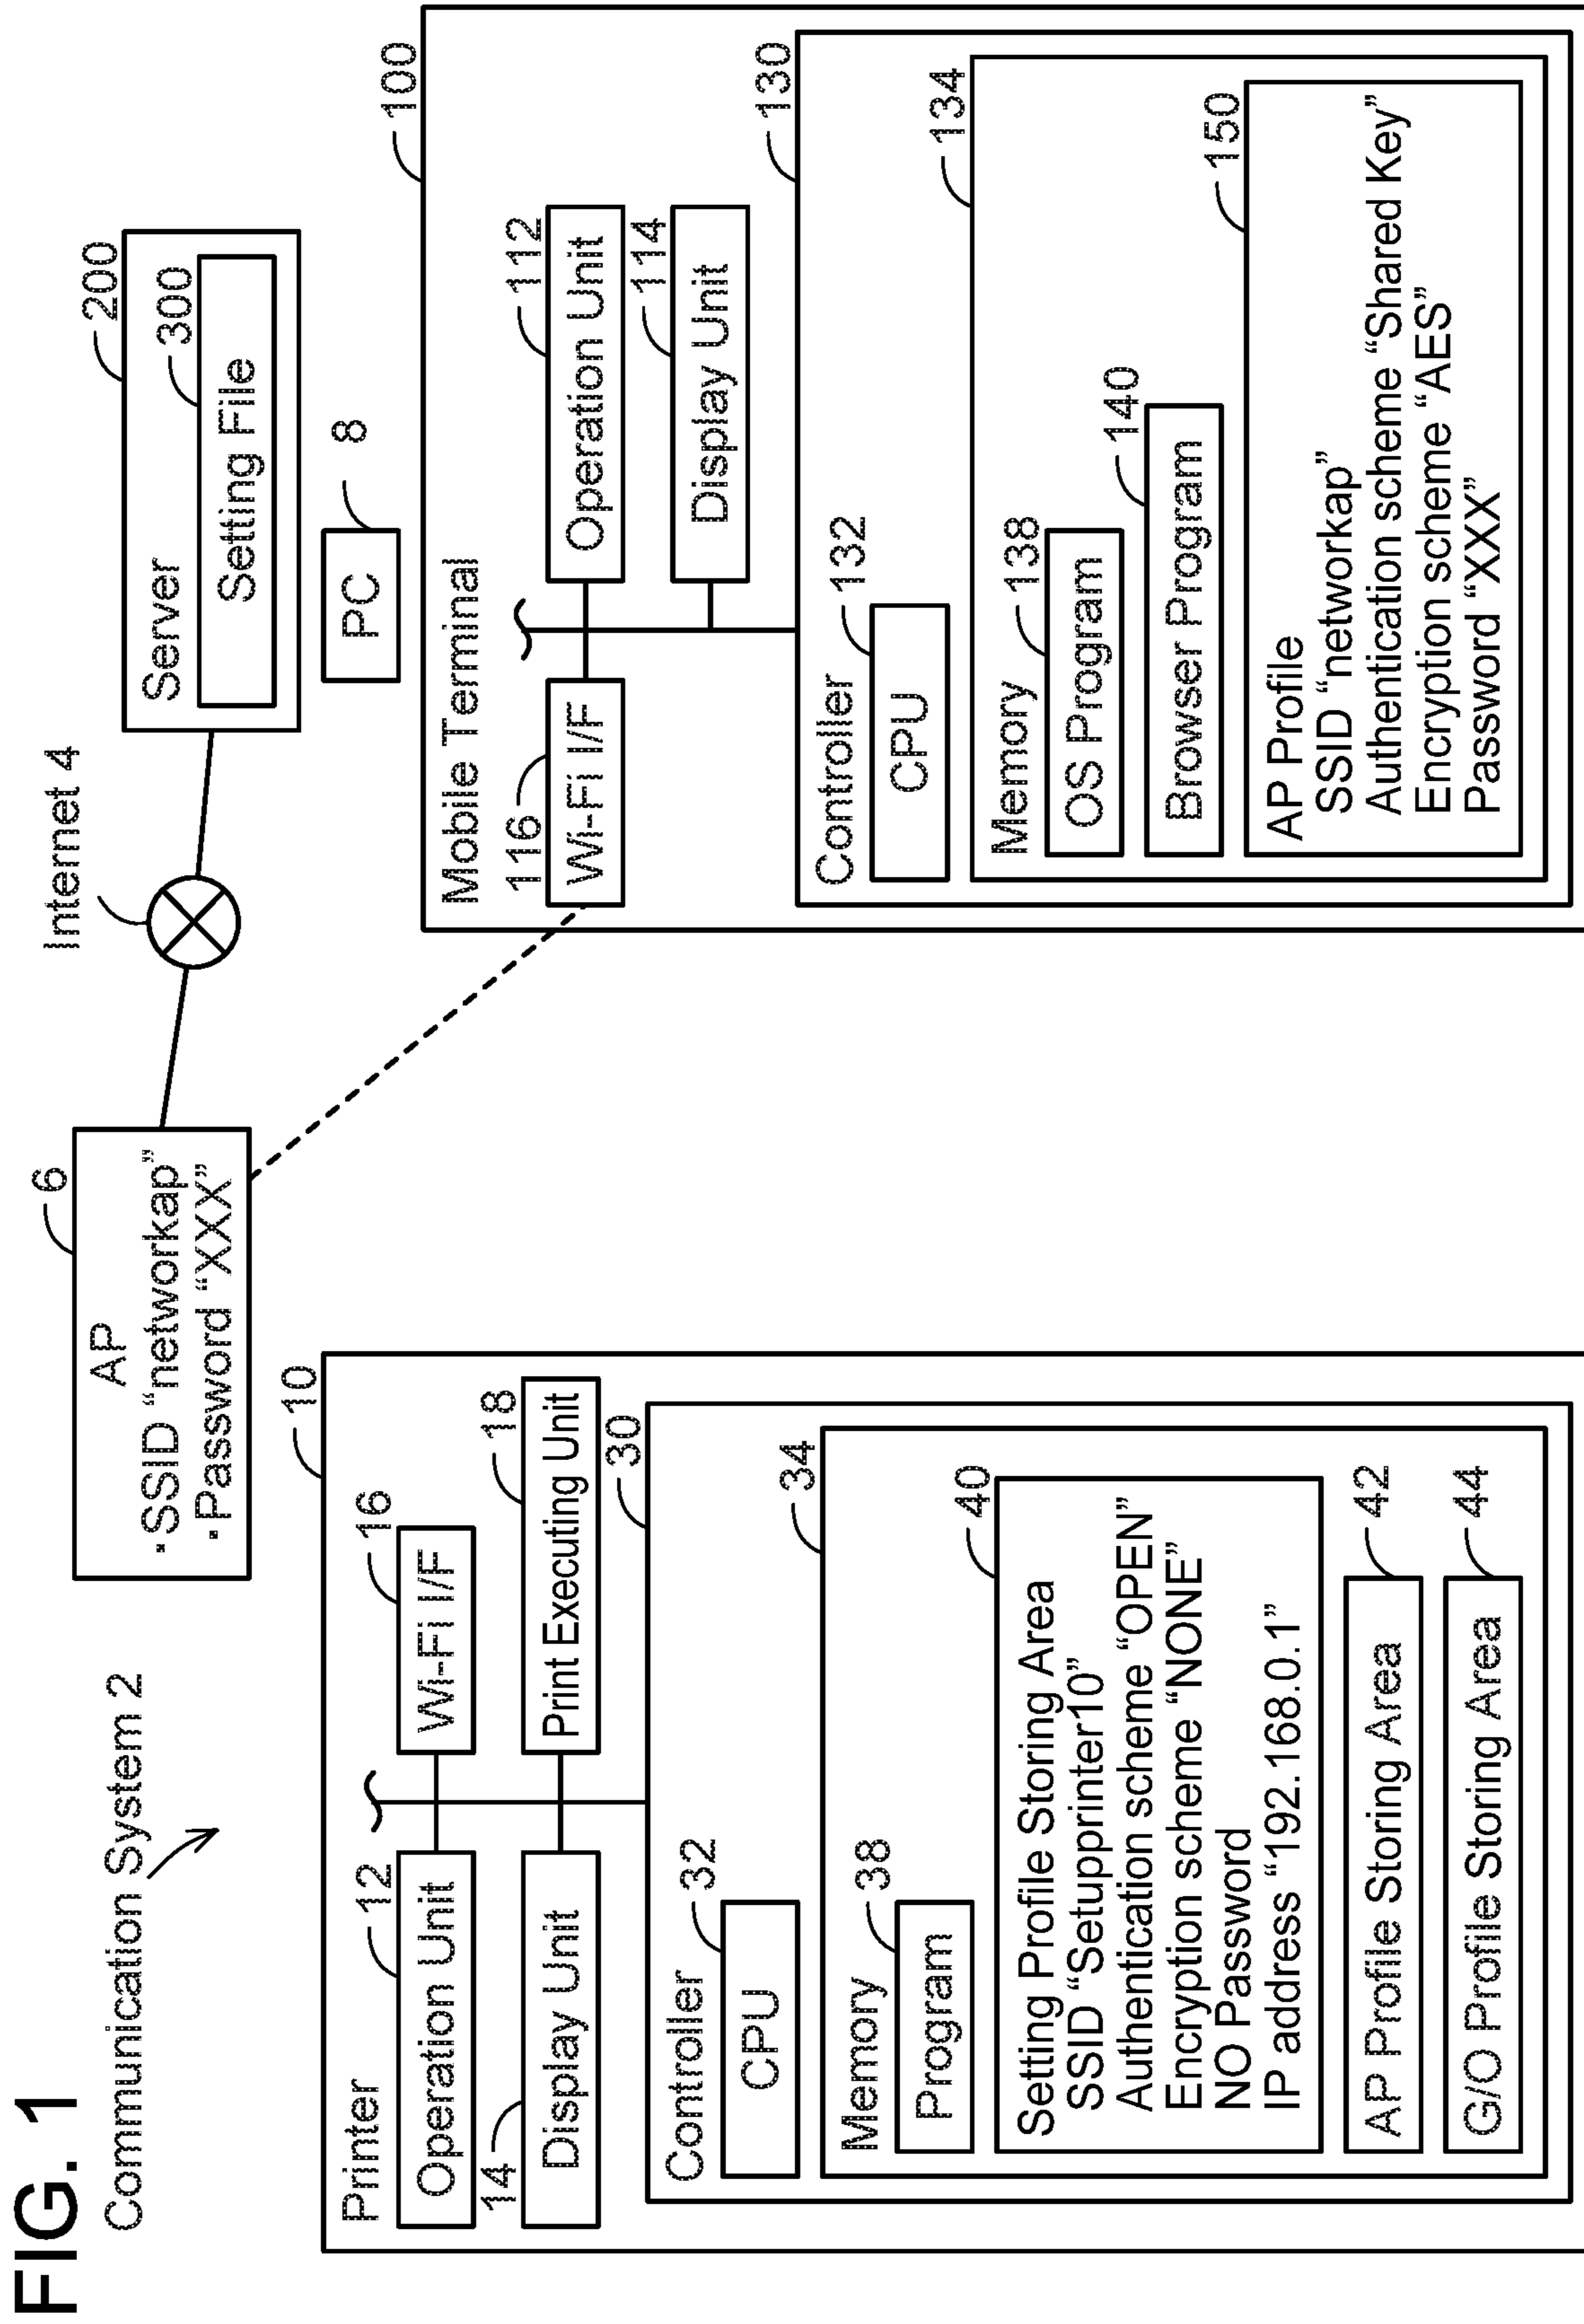 FIG. 1
Communication System 2
6
AP
·SSID “networkap”
·Password “XXX”
Internet 4
200
Server
300
Setting File
PC
8
10
Printer
12
Operation Unit
16
Wi-Fi I/F
14
Display Unit
18
Print Executing Unit
30
Controller
32
CPU
34
Memory
38
Program
40
Setting Profile Storing Area
SSID “Setupprinter10”
Authentication scheme “OPEN”
Encryption scheme “NONE”
NO Password
IP address “192.168.0.1”
42
AP Profile Storing Area
44
G/O Profile Storing Area
100
Mobile Terminal
116
Wi-Fi I/F
112
Operation Unit
114
Display Unit
130
Controller
132
CPU
134
Memory
138
OS Program
140
Browser Program
150
AP Profile
SSID “networkap”
Authentication scheme “Shared Key”
Encryption scheme “AES”
Password “XXX”